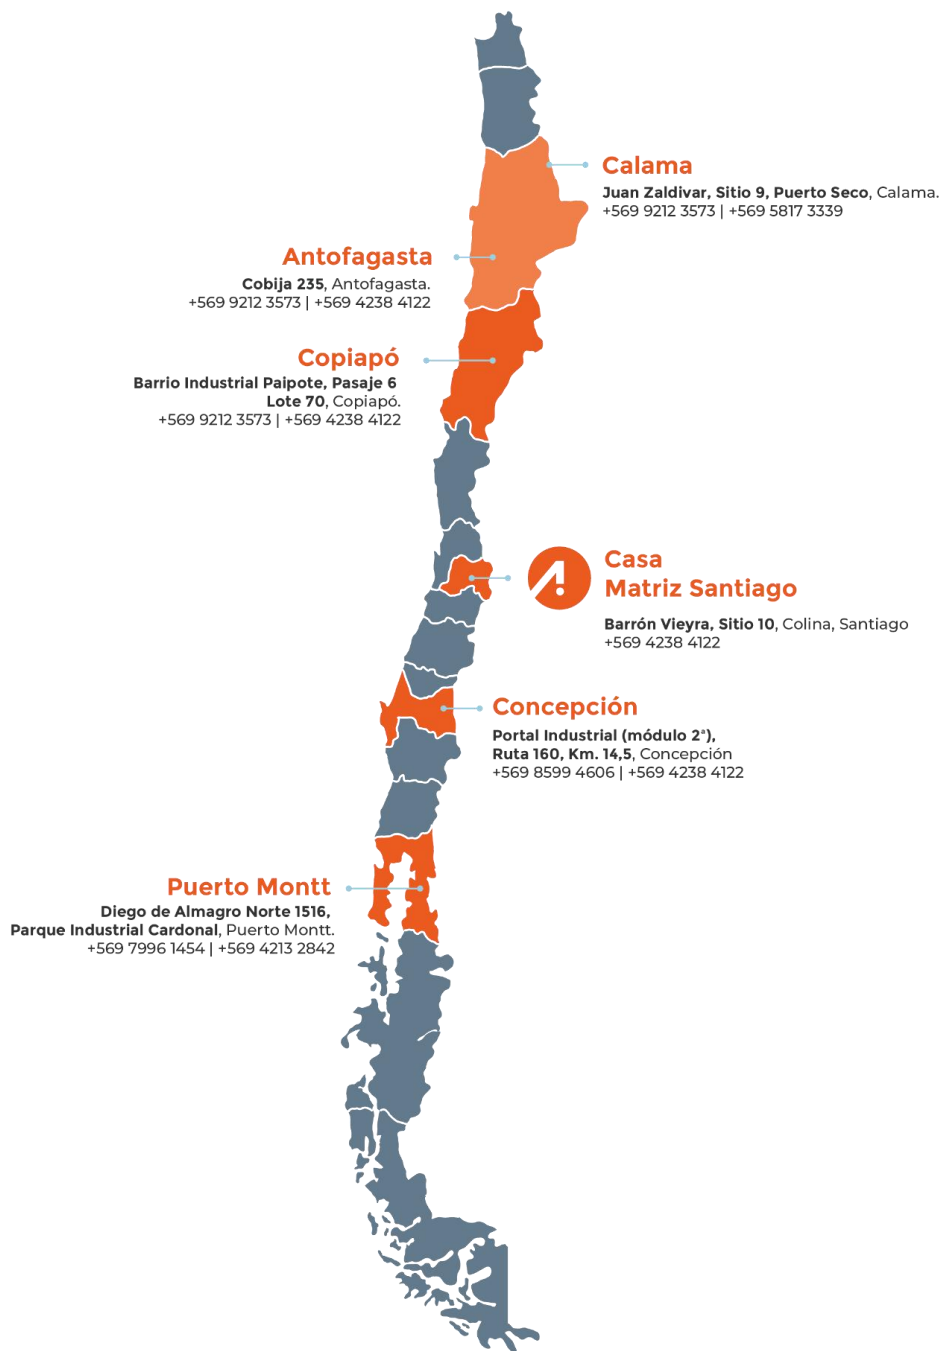 Calama
Juan Zaldivar, Sitio 9, Puerto Seco, Calama.
+569 9212 3573 | +569 5817 3339
Antofagasta
Cobija 235, Antofagasta.
+569 9212 3573 | +569 4238 4122
Copiapó
Barrio Industrial Paipote, Pasaje 6
Lote 70, Copiapó.
+569 9212 3573 | +569 4238 4122
Casa
Matriz Santiago
Barrón Vieyra, Sitio 10, Colina, Santiago
+569 4238 4122
Concepción
Portal Industrial (módulo 2ª),
Ruta 160, Km. 14,5, Concepción
+569 8599 4606 | +569 4238 4122
Puerto Montt
Diego de Almagro Norte 1516,
Parque Industrial Cardonal, Puerto Montt.
+569 7996 1454 | +569 4213 2842